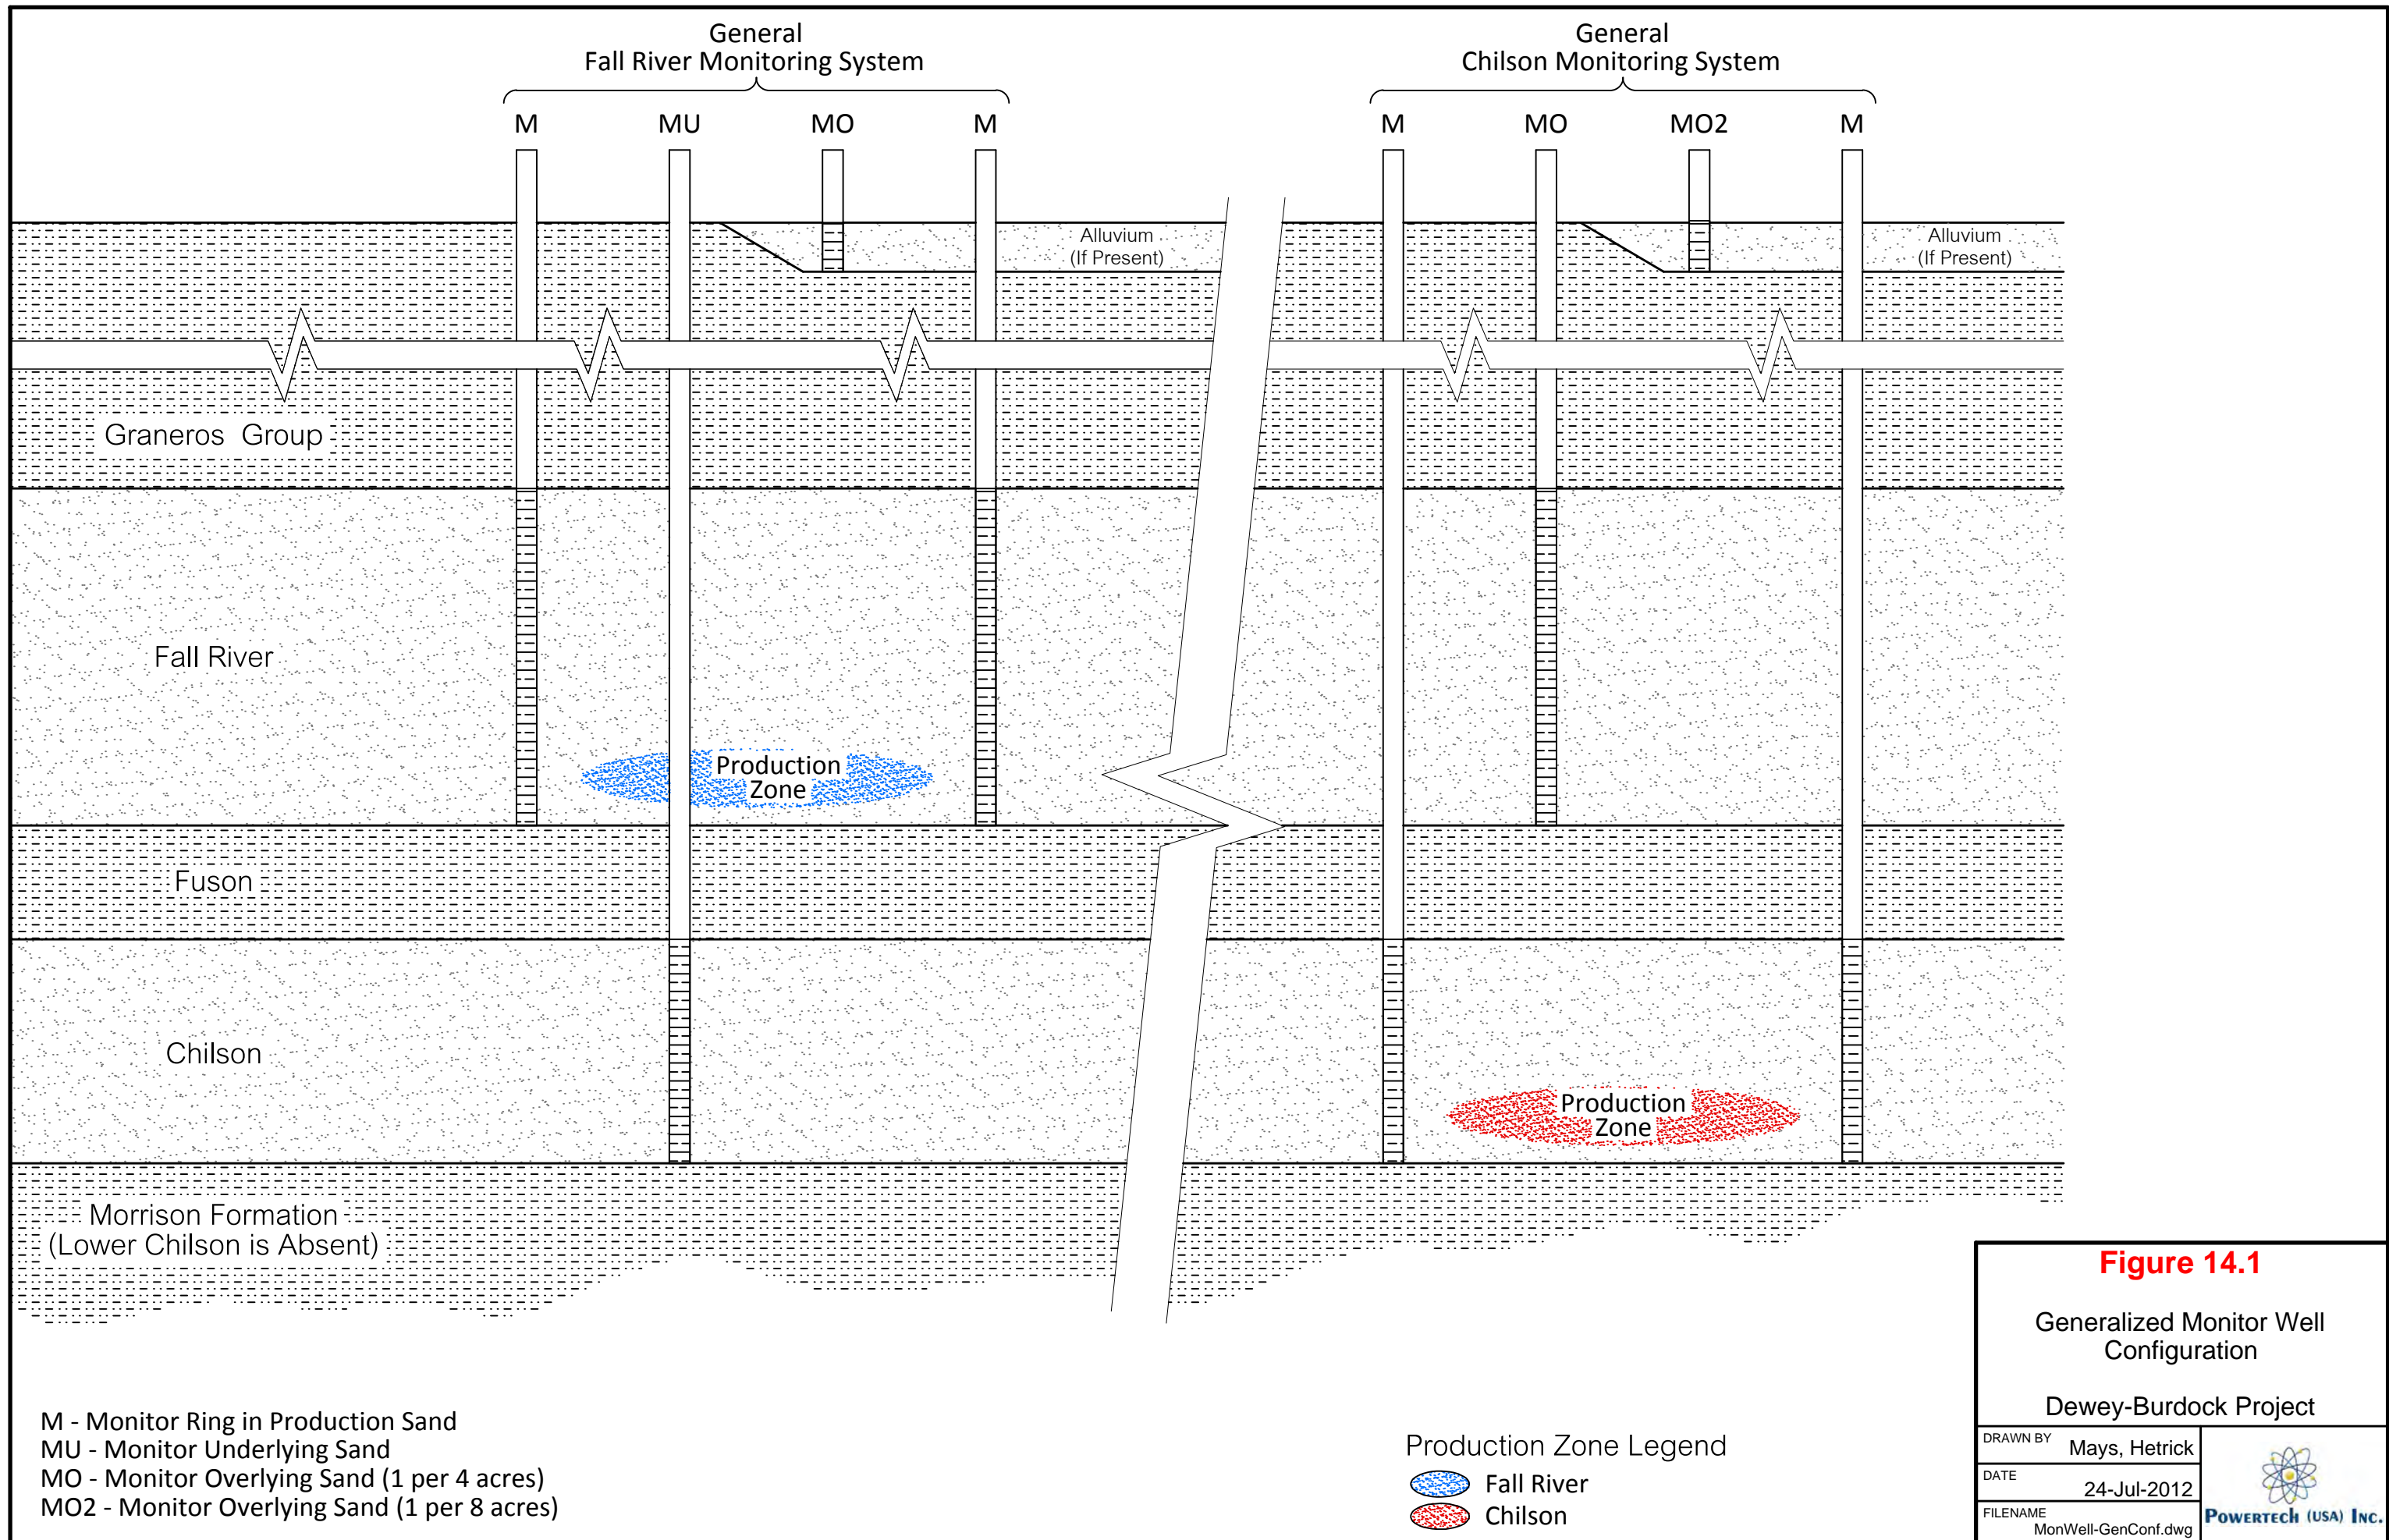 General
Fall River Monitoring System
General
Chilson Monitoring System
M
MU
MO
M
M
MO
MO2
M
Alluvium
(If Present)
Alluvium
(If Present)
Graneros Group
Fall River
Production
Zone
Fuson
Chilson
Production
Zone
Morrison Formation
(Lower Chilson is Absent)
M - Monitor Ring in Production Sand
MU - Monitor Underlying Sand
MO - Monitor Overlying Sand (1 per 4 acres)
MO2 - Monitor Overlying Sand (1 per 8 acres)
Production Zone Legend
Fall River
Chilson
Figure 14.1
Generalized Monitor Well
Configuration
Dewey-Burdock Project
DRAWN BY Mays, Hetrick
DATE 24-Jul-2012
FILENAME MonWell-GenConf.dwg
POWERTECH (USA) INC.